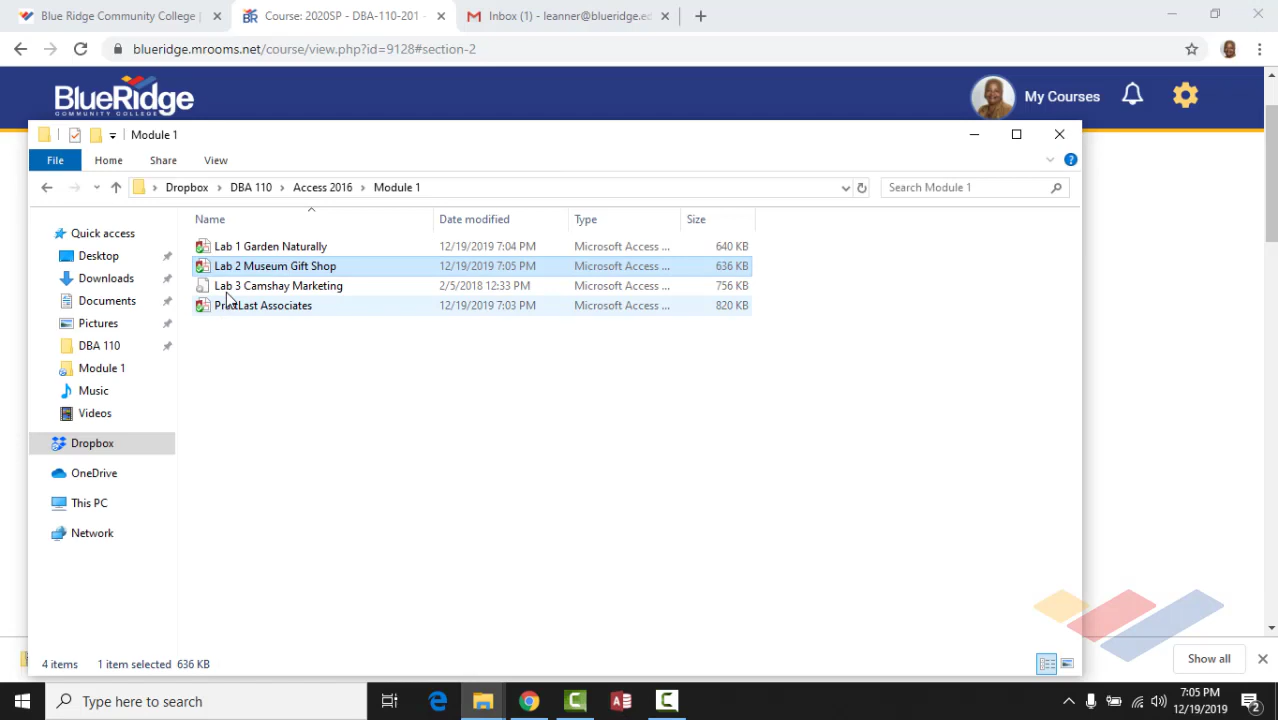 Blue Ridge Community College |
Course: 2020SP - DBA-110-201 -
Inbox (1) - leanner@blueridge.ed
blueridge.mrooms.net/course/view.php?id=9128#section-2
BlueRidge
COMMUNITY COLLEGE
My Courses
Module 1
File Home Share View
Dropbox > DBA 110 > Access 2016 > Module 1
Search Module 1
Name Date modified Type Size
Quick access
Desktop
Downloads
Documents
Pictures
DBA 110
Module 1
Music
Videos
Dropbox
OneDrive
This PC
Network
Lab 1 Garden Naturally 12/19/2019 7:04 PM Microsoft Access ... 640 KB
Lab 2 Museum Gift Shop 12/19/2019 7:05 PM Microsoft Access ... 636 KB
Lab 3 Camshay Marketing 2/5/2018 12:33 PM Microsoft Access ... 756 KB
Associates 12/19/2019 7:03 PM Microsoft Access ... 820 KB
4 items 1 item selected 636 KB
Show all
Type here to search
7:05 PM
12/19/2019
2